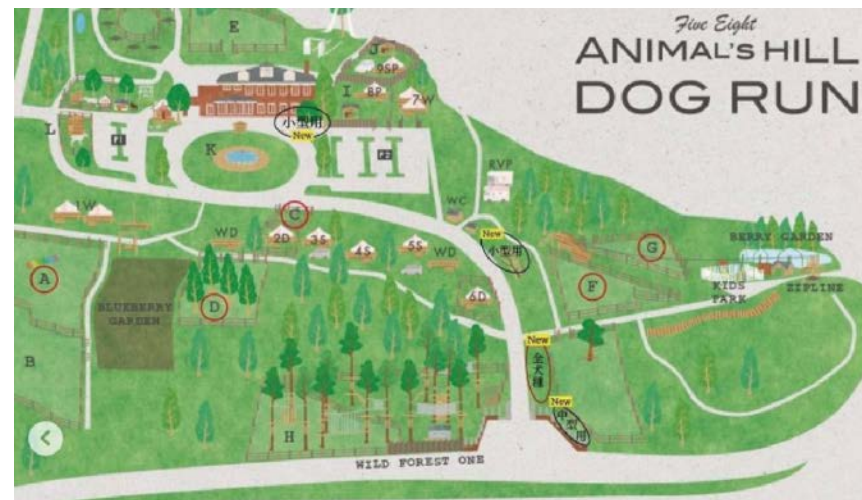 Five Eight
ANIMAL'S HILL
DOG RUN
E
J
9SP
I
8P
7W
小型用
New
L
P1
K
P2
RVP
1W
C
WC
WD
2D
3S
4S
5S
WD
New
小型用
G
BERRY GARDEN
A
D
F
KIDS
PARK
ZIPLINE
BLUEBERRY
GARDEN
6D
B
New
全犬種
New
中型用
H
WILD FOREST ONE